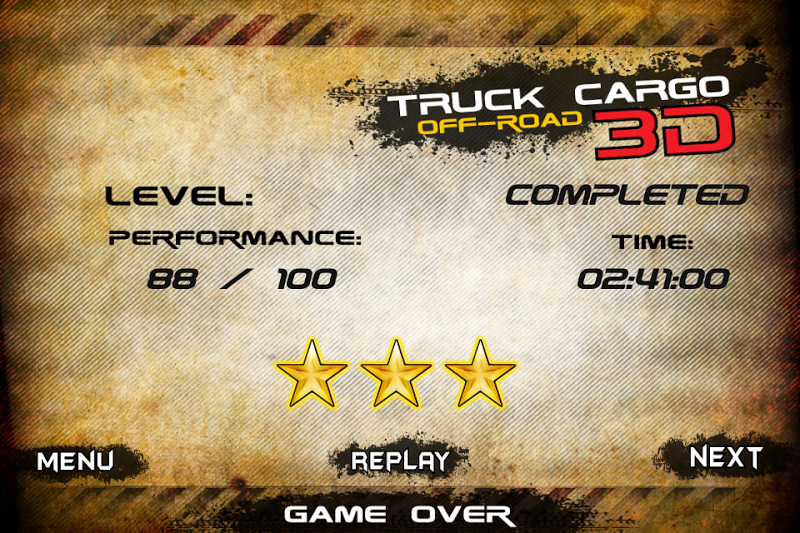 TRUCK CARGO
OFF-ROAD 3D
LEVEL: COMPLETED
PERFORMANCE: TIME:
88 / 100 02:41:00
MENU REPLAY NEXT
GAME OVER